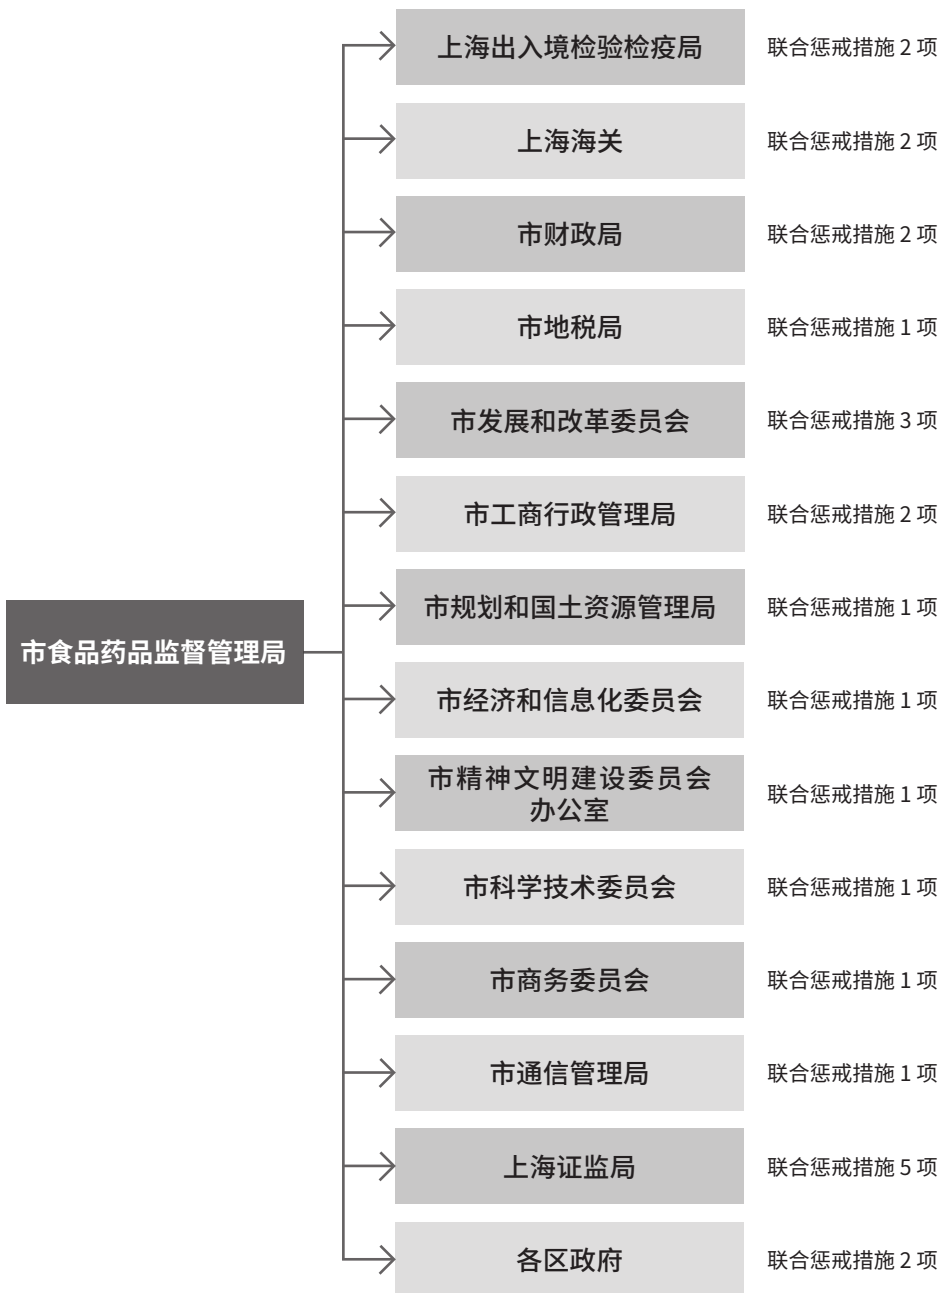 上海出入境检验检疫局 联合惩戒措施 2 项
上海海关 联合惩戒措施 2 项
市财政局 联合惩戒措施 2 项
市地税局 联合惩戒措施 1 项
市发展和改革委员会 联合惩戒措施 3 项
市工商行政管理局 联合惩戒措施 2 项
市规划和国土资源管理局 联合惩戒措施 1 项
市食品药品监督管理局
市经济和信息化委员会 联合惩戒措施 1 项
市精神文明建设委员会
办公室 联合惩戒措施 1 项
市科学技术委员会 联合惩戒措施 1 项
市商务委员会 联合惩戒措施 1 项
市通信管理局 联合惩戒措施 1 项
上海证监局 联合惩戒措施 5 项
各区政府 联合惩戒措施 2 项